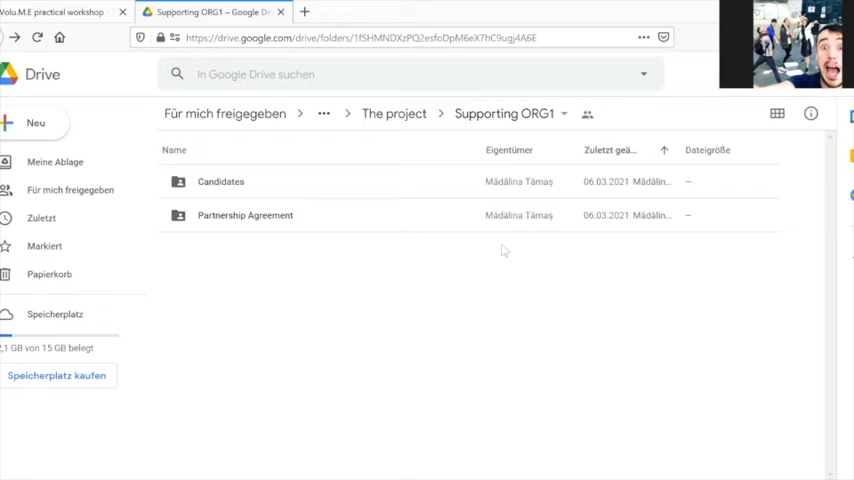 Volu.M.E practical workshop -
Supporting ORG1 – Google Dr
https://drive.google.com/drive/folders/1fSHMNDXzPQ2esfoDpM6eX7hC9ugj4A6E
Drive
In Google Drive suchen
Neu
Für mich freigegeben
The project
Supporting ORG1
Name
Eigentümer
Zuletzt geä...
Dateigröße
Candidates
Mădălina Tămaș
06.03.2021 Mădălin...
–
Partnership Agreement
Mădălina Tămaș
06.03.2021 Mădălin...
–
Meine Ablage
Für mich freigegeben
Zuletzt
Markiert
Papierkorb
Speicherplatz
2,1 GB von 15 GB belegt
Speicherplatz kaufen